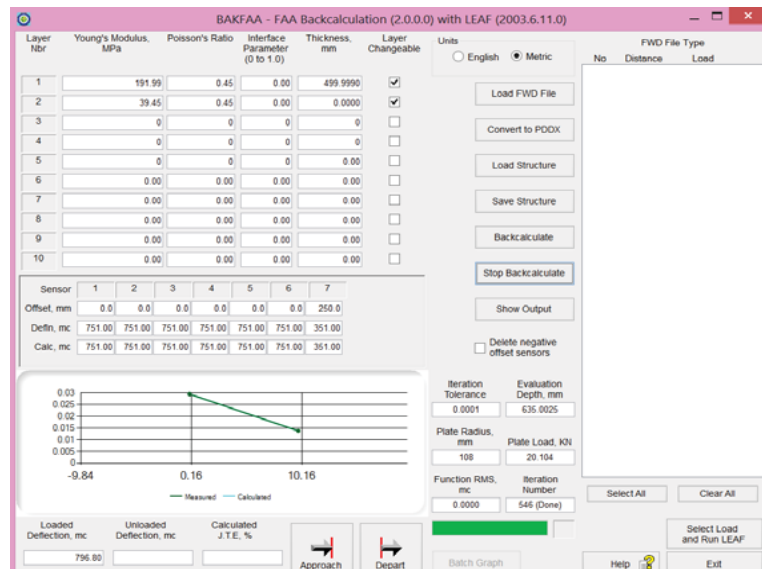 BAKFAA - FAA Backcalculation (2.0.0.0) with LEAF (2003.6.11.0)
Layer Nbr Young's Modulus, MPa Poisson's Ratio Interface Parameter (0 to 1.0) Thickness, mm Layer Changeable
1 191.99 0.45 0.00 499.9990
2 39.45 0.45 0.00 0.0000
3 0 0 0 0
4 0 0 0 0
5 0 0 0 0.00
6 0.00 0.00 0.00 0.00
7 0.00 0.00 0.00 0.00
8 0.00 0.00 0.00 0.00
9 0.00 0.00 0.00 0.00
10 0.00 0.00 0.00 0.00
Sensor 1 2 3 4 5 6 7
Offset, mm 0.0 0.0 0.0 0.0 0.0 0.0 250.0
Defln, mc 751.00 751.00 751.00 751.00 751.00 751.00 351.00
Calc, mc 751.00 751.00 751.00 751.00 751.00 751.00 351.00
0.03
0.025
0.02
0.015
0.01
0.005
0
-9.84 0.16 10.16
Measured Calculated
Loaded Deflection, mc Unloaded Deflection, mc Calculated J.T.E, %
796.80
Approach Depart
Units
English Metric
Load FWD File
Convert to PDDX
Load Structure
Save Structure
Backcalculate
Stop Backcalculate
Show Output
Delete negative offset sensors
Iteration Tolerance Evaluation Depth, mm
0.0001 635.0025
Plate Radius, mm Plate Load, KN
108 20.104
Function RMS, mc Iteration Number
0.0000 546 (Done)
Batch Graph
FWD File Type
No Distance Load
Select All Clear All
Select Load and Run LEAF
Help Exit